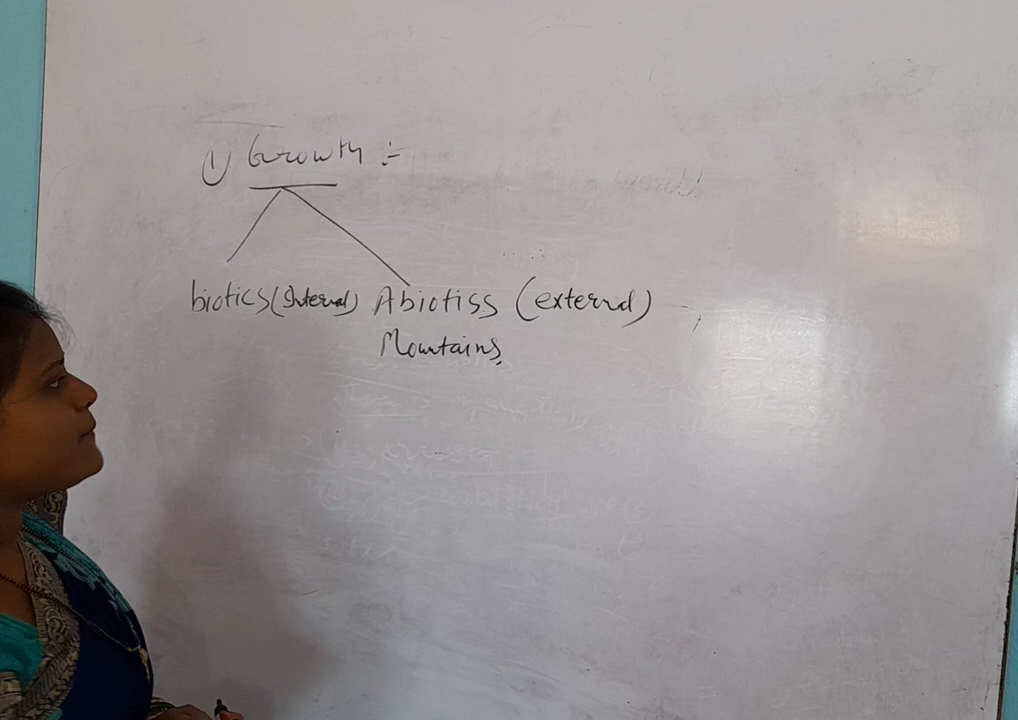 ① Growth :-
biotics (Internal) Abiotiss (external)
Mountains,